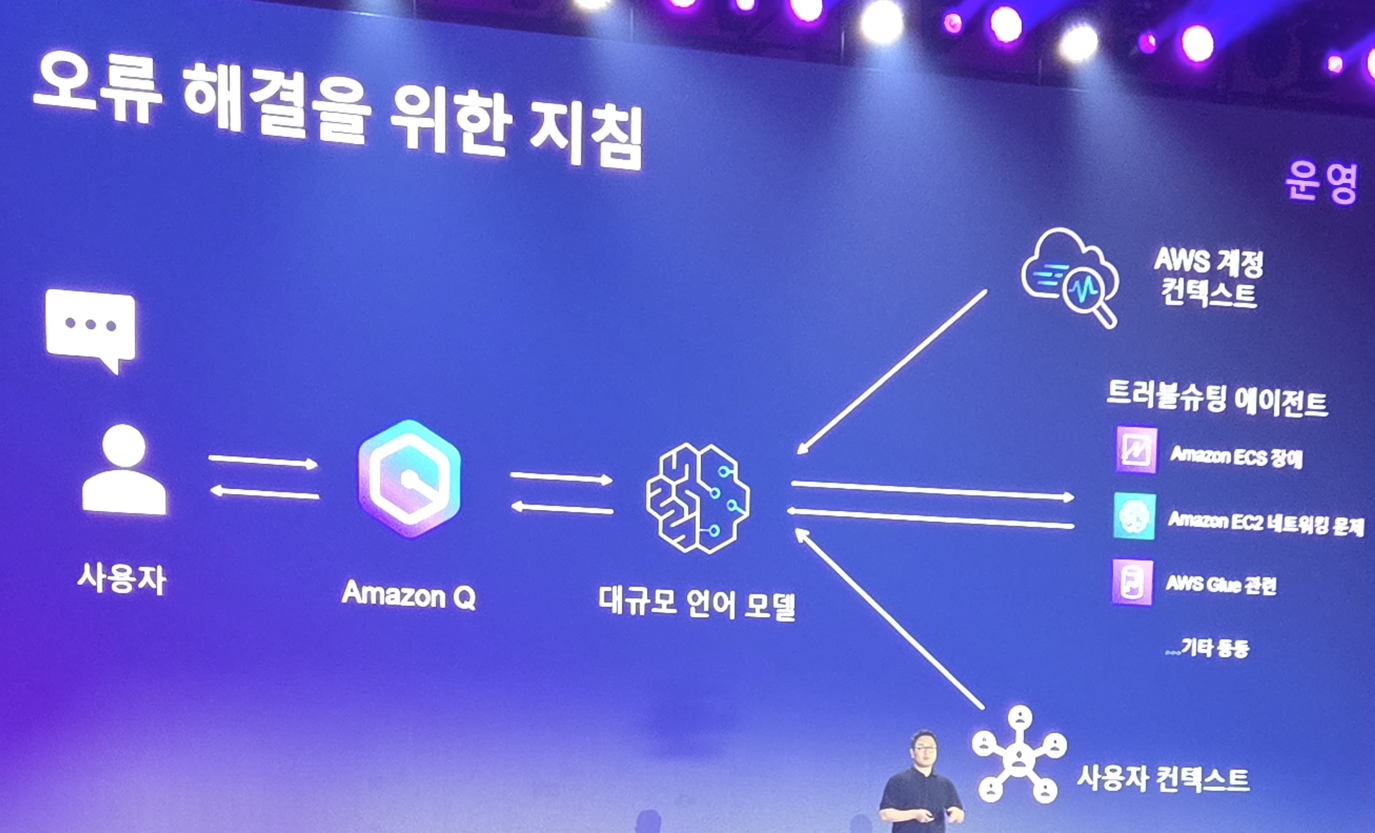 오류 해결을 위한 지침
운영
AWS 계정
컨텍스트
트러블슈팅 에이전트
Amazon ECS 장애
Amazon EC2 네트워킹 문제
AWS Glue 관련
...기타 등등
사용자
Amazon Q
대규모 언어 모델
사용자 컨텍스트